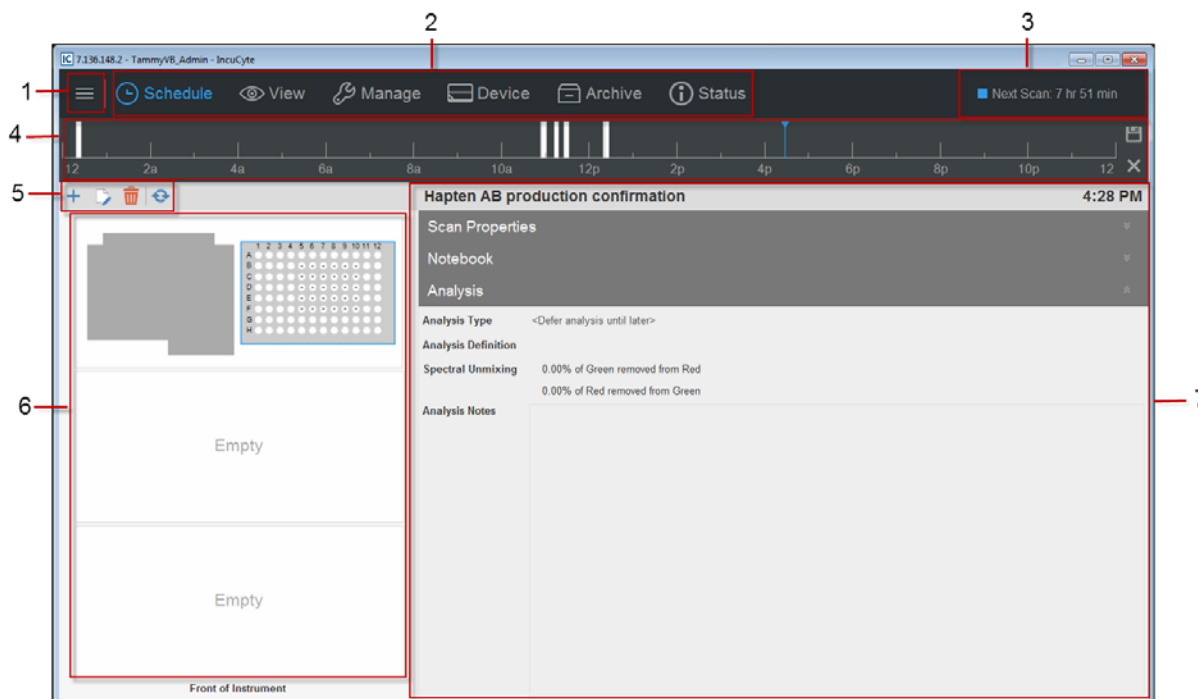 2
3
IC 7.136.148.2 - TammyVB_Admin - IncuCyte
1
Schedule View Manage Device Archive Status
Next Scan: 7 hr 51 min
4
12 2a 4a 6a 8a 10a 12p 2p 4p 6p 8p 10p 12
5
Hapten AB production confirmation 4:28 PM
Scan Properties
Notebook
Analysis
1 2 3 4 5 6 7 8 9 10 11 12
A
B
C
D
E
F
G
H
Analysis Type <Defer analysis until later>
Analysis Definition
Spectral Unmixing 0.00% of Green removed from Red
0.00% of Red removed from Green
Analysis Notes
6
7
Empty
Empty
Front of Instrument